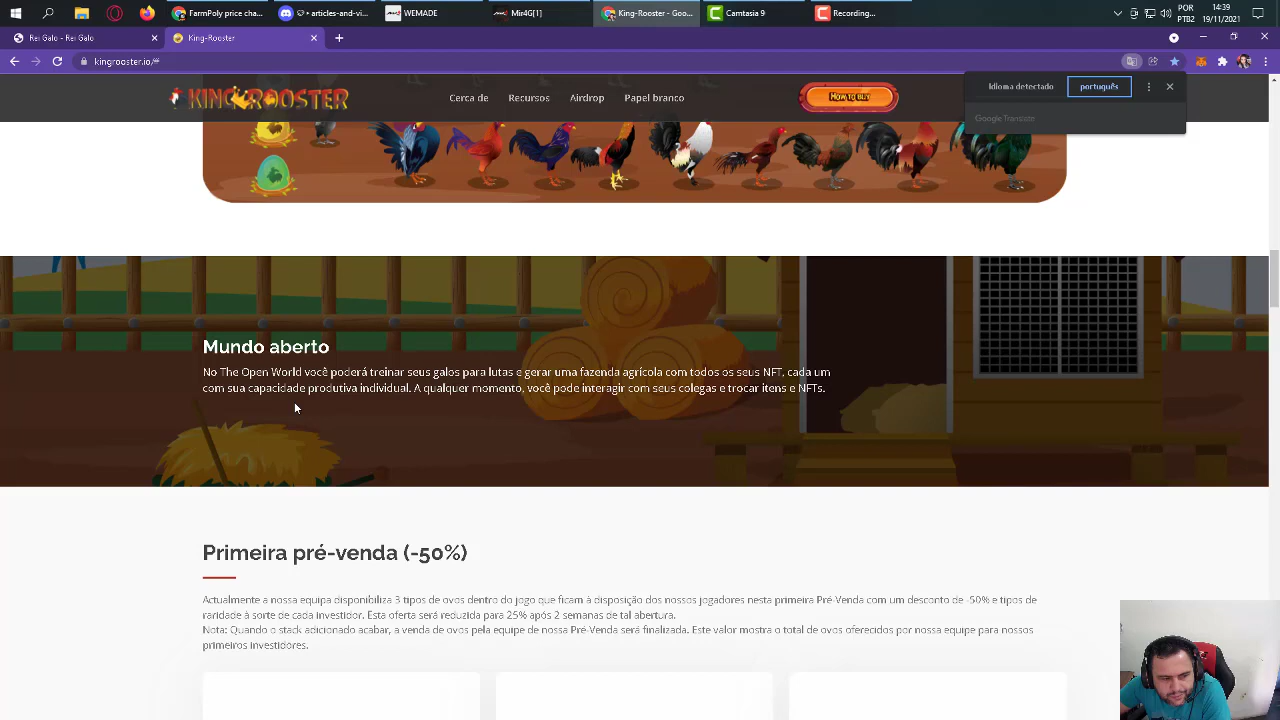 FarmPoly price cha...
• articles-and-vi...
WEMADE
Mir4G[1]
King-Rooster - Goo...
Camtasia 9
Recording...
POR
PTB2
14:39
19/11/2021
Rei Galo - Rei Galo
King-Rooster
kingrooster.io/#
KING ROOSTER
Cerca de
Recursos
Airdrop
Papel branco
HOW TO BUY
Idioma detectado
português
Google Translate
Mundo aberto
No The Open World você poderá treinar seus galos para lutas e gerar uma fazenda agrícola com todos os seus NFT, cada um
com sua capacidade produtiva individual. A qualquer momento, você pode interagir com seus colegas e trocar itens e NFTs.
Primeira pré-venda (-50%)
Actualmente a nossa equipa disponibiliza 3 tipos de ovos dentro do jogo que ficam à disposição dos nossos jogadores nesta primeira Pré-Venda com um desconto de -50% e tipos de
raridade à sorte de cada investidor. Esta oferta será reduzida para 25% após 2 semanas de tal abertura.
Nota: Quando o stack adicionado acabar, a venda de ovos pela equipe de nossa Pré-Venda será finalizada. Este valor mostra o total de ovos oferecidos por nossa equipe para nossos
primeiros investidores.